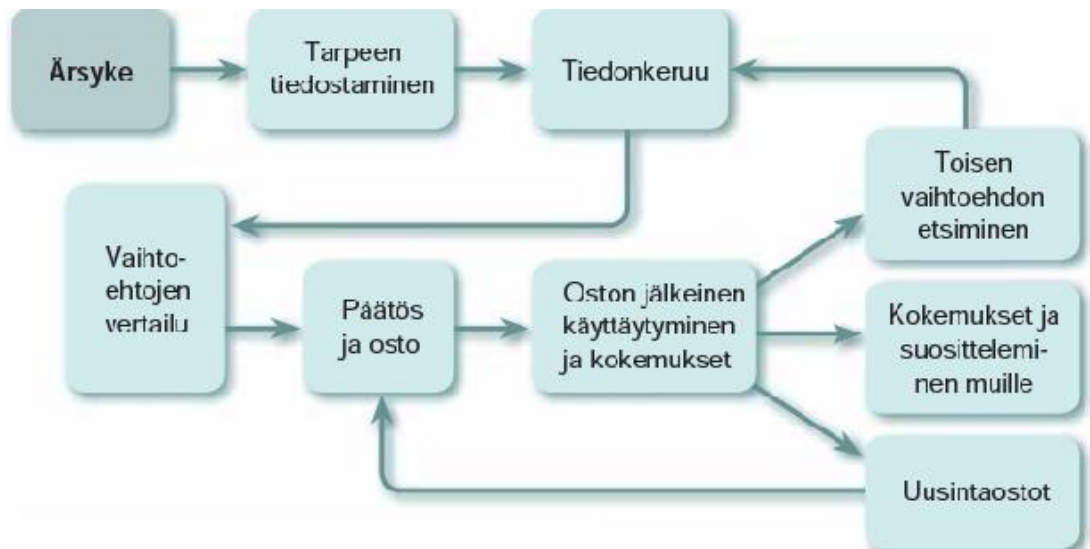 Ärsyke
Tarpeen
tiedostaminen
Tiedonkeruu
Vaihto-
ehtojen
vertailu
Päätös
ja osto
Oston jälkeinen
käyttäytyminen
ja kokemukset
Toisen
vaihtoehdon
etsiminen
Kokemukset ja
suosittelemi-
nen muille
Uusintaostot